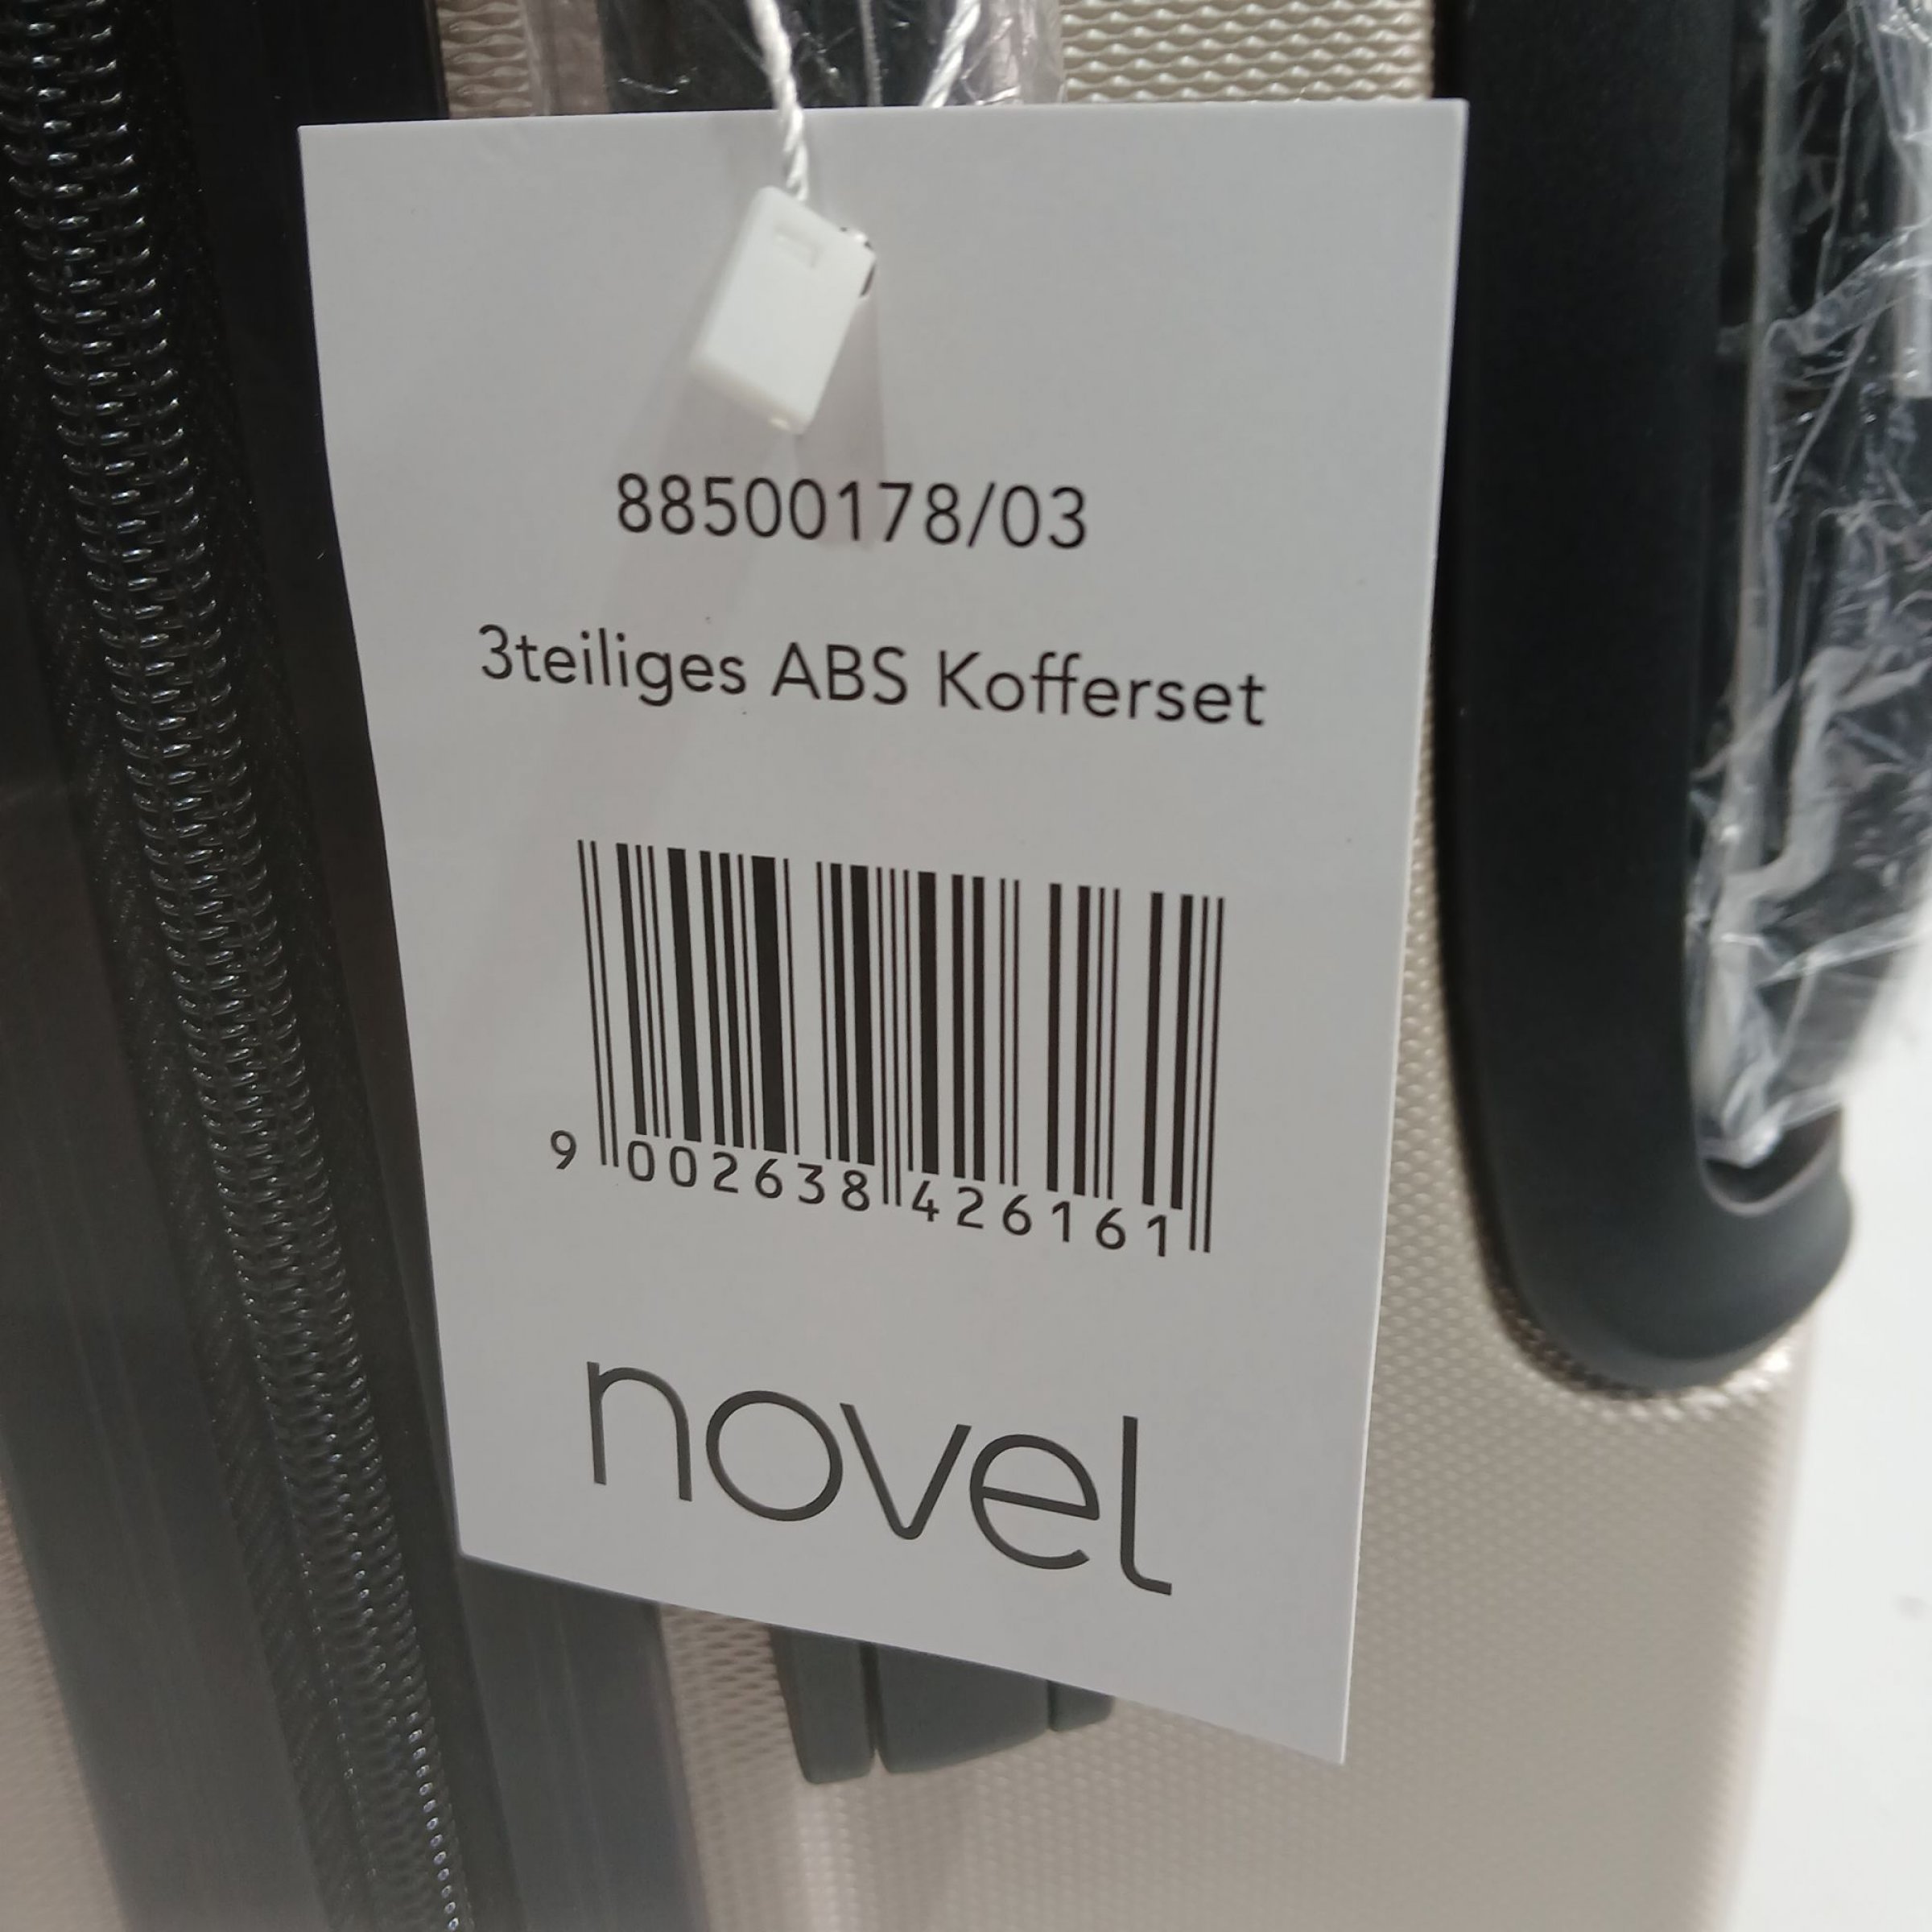 88500178/03
3teiliges ABS Kofferset
9 002638 426161
novel